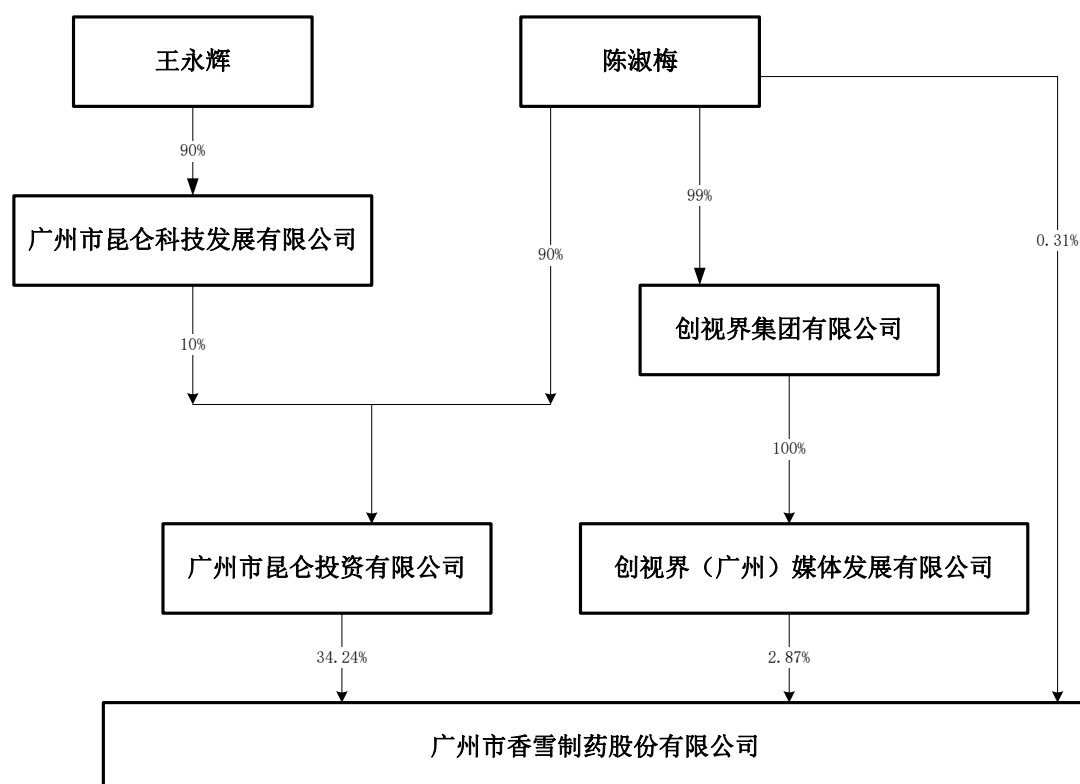 王永辉
陈淑梅
90%
99%
广州市昆仑科技发展有限公司
90%
0.31%
创视界集团有限公司
10%
100%
广州市昆仑投资有限公司
创视界（广州）媒体发展有限公司
34.24%
2.87%
广州市香雪制药股份有限公司